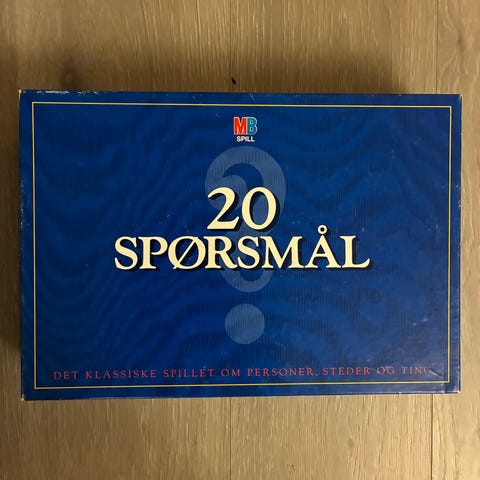 MB
SPILL
20
SPØRSMÅL
DET KLASSISKE SPILLET OM PERSONER, STEDER OG TING